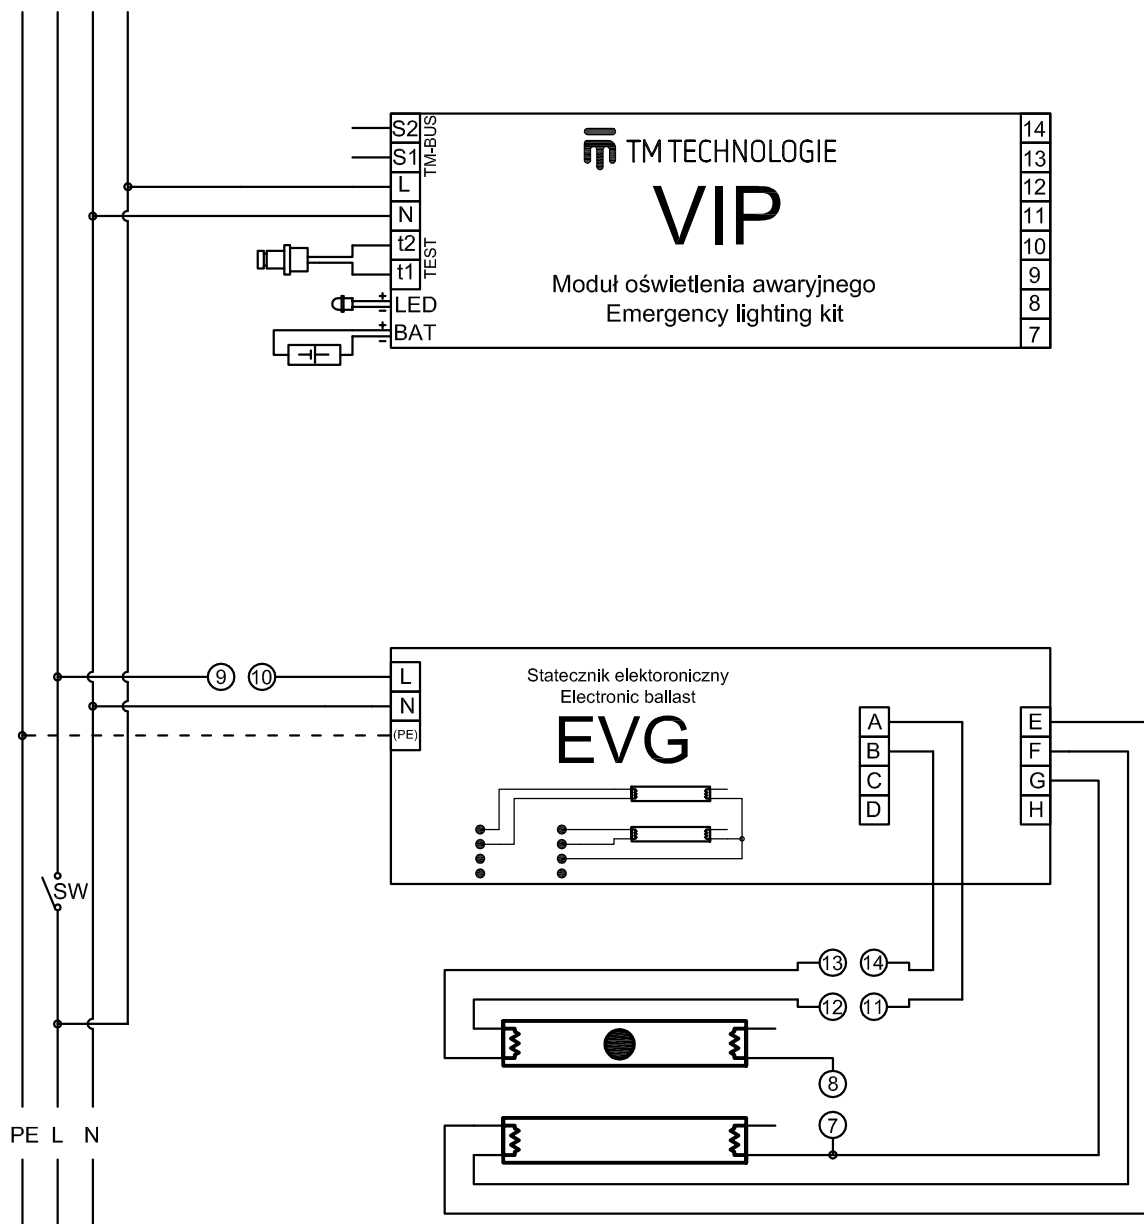 S2
S1
TM-BUS
L
N
t2
t1
TEST
+
-
LED
+
-
BAT
TM TECHNOLOGIE
VIP
Moduł oświetlenia awaryjnego
Emergency lighting kit
14
13
12
11
10
9
8
7
9 10
L
N
(PE)
Statecznik elektoroniczny
Electronic ballast
EVG
A
B
C
D
E
F
G
H
SW
13 14
12 11
8
7
PE L N